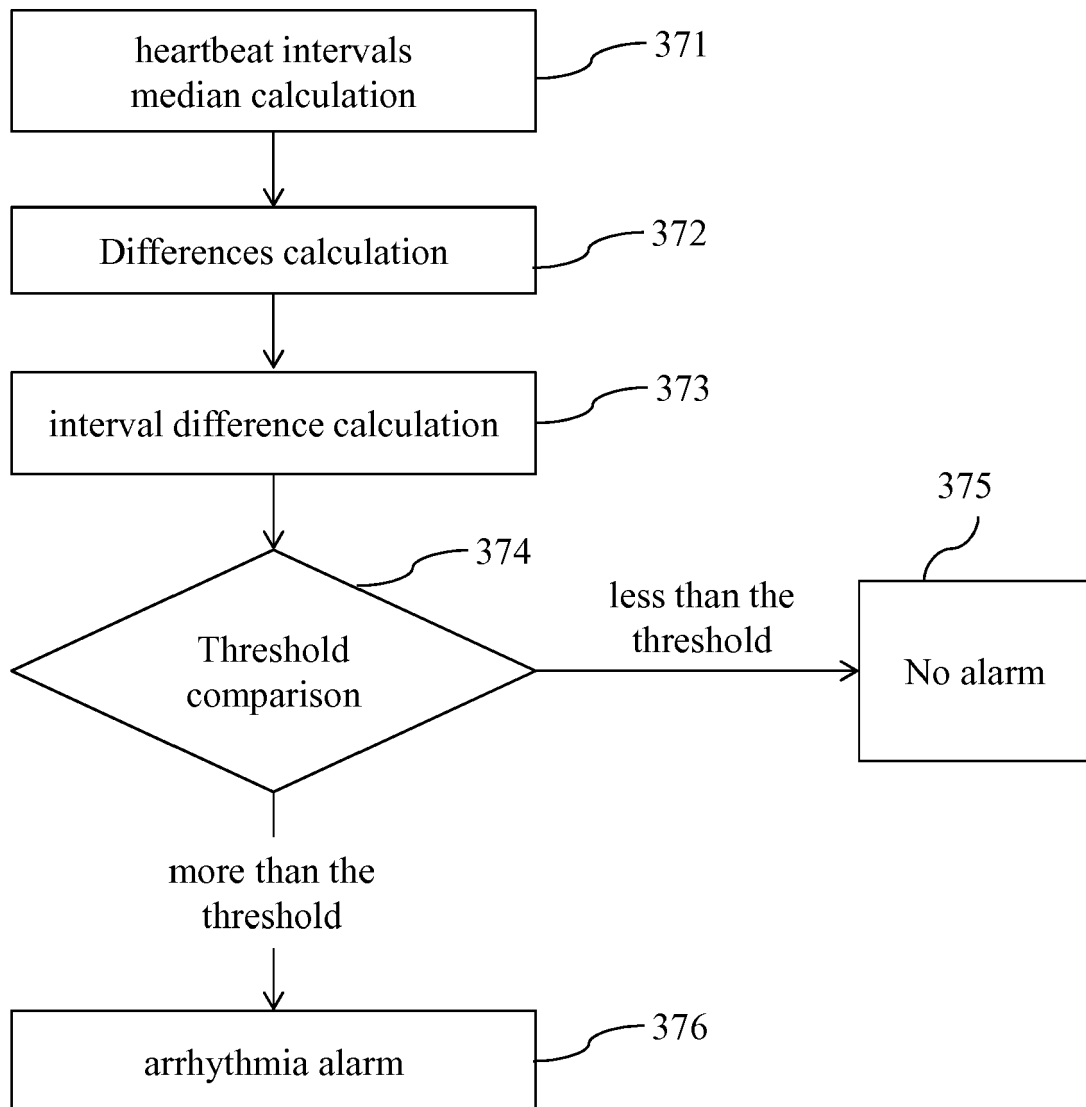 heartbeat intervals
median calculation
371
Differences calculation
372
interval difference calculation
373
374
Threshold
comparison
less than the
threshold
375
No alarm
more than the
threshold
arrhythmia alarm
376